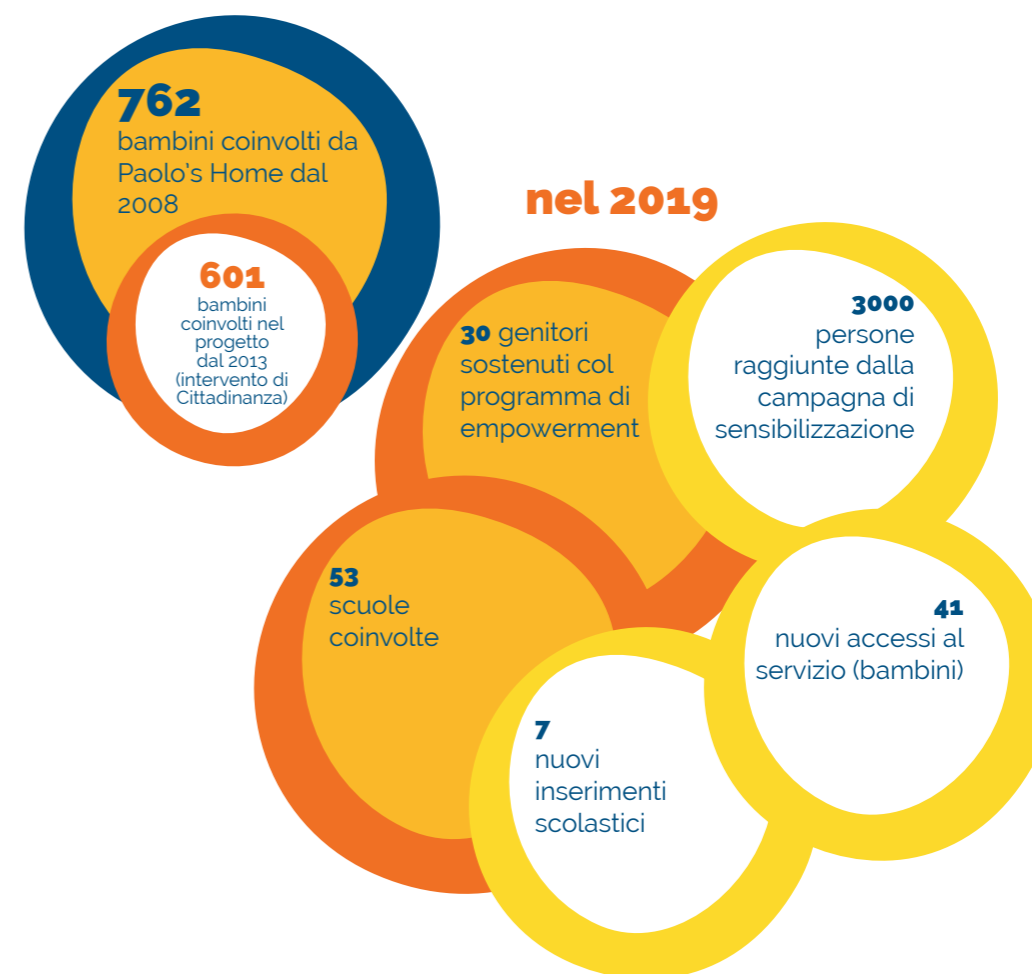 762
bambini coinvolti da
Paolo's Home dal
2008
601
bambini
coinvolti nel
progetto
dal 2013
(intervento di
Cittadinanza)
nel 2019
30 genitori
sostenuti col
programma di
empowerment
3000
persone
raggiunte dalla
campagna di
sensibilizzazione
53
scuole
coinvolte
41
nuovi accessi al
servizio (bambini)
7
nuovi
inserimenti
scolastici